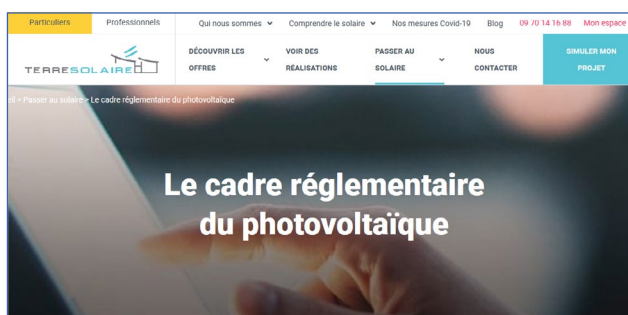 Particuliers
Professionnels
Qui nous sommes
Comprendre le solaire
Nos mesures Covid-19
Blog
09 70 14 16 88
Mon espace
TERRESOLAIRE
DÉCOUVRIR LES
OFFRES
VOIR DES
RÉALISATIONS
PASSER AU
SOLAIRE
NOUS
CONTACTER
SIMULER MON
PROJET
eil > Passer au solaire > Le cadre réglementaire du photovoltaïque
Le cadre réglementaire
du photovoltaïque